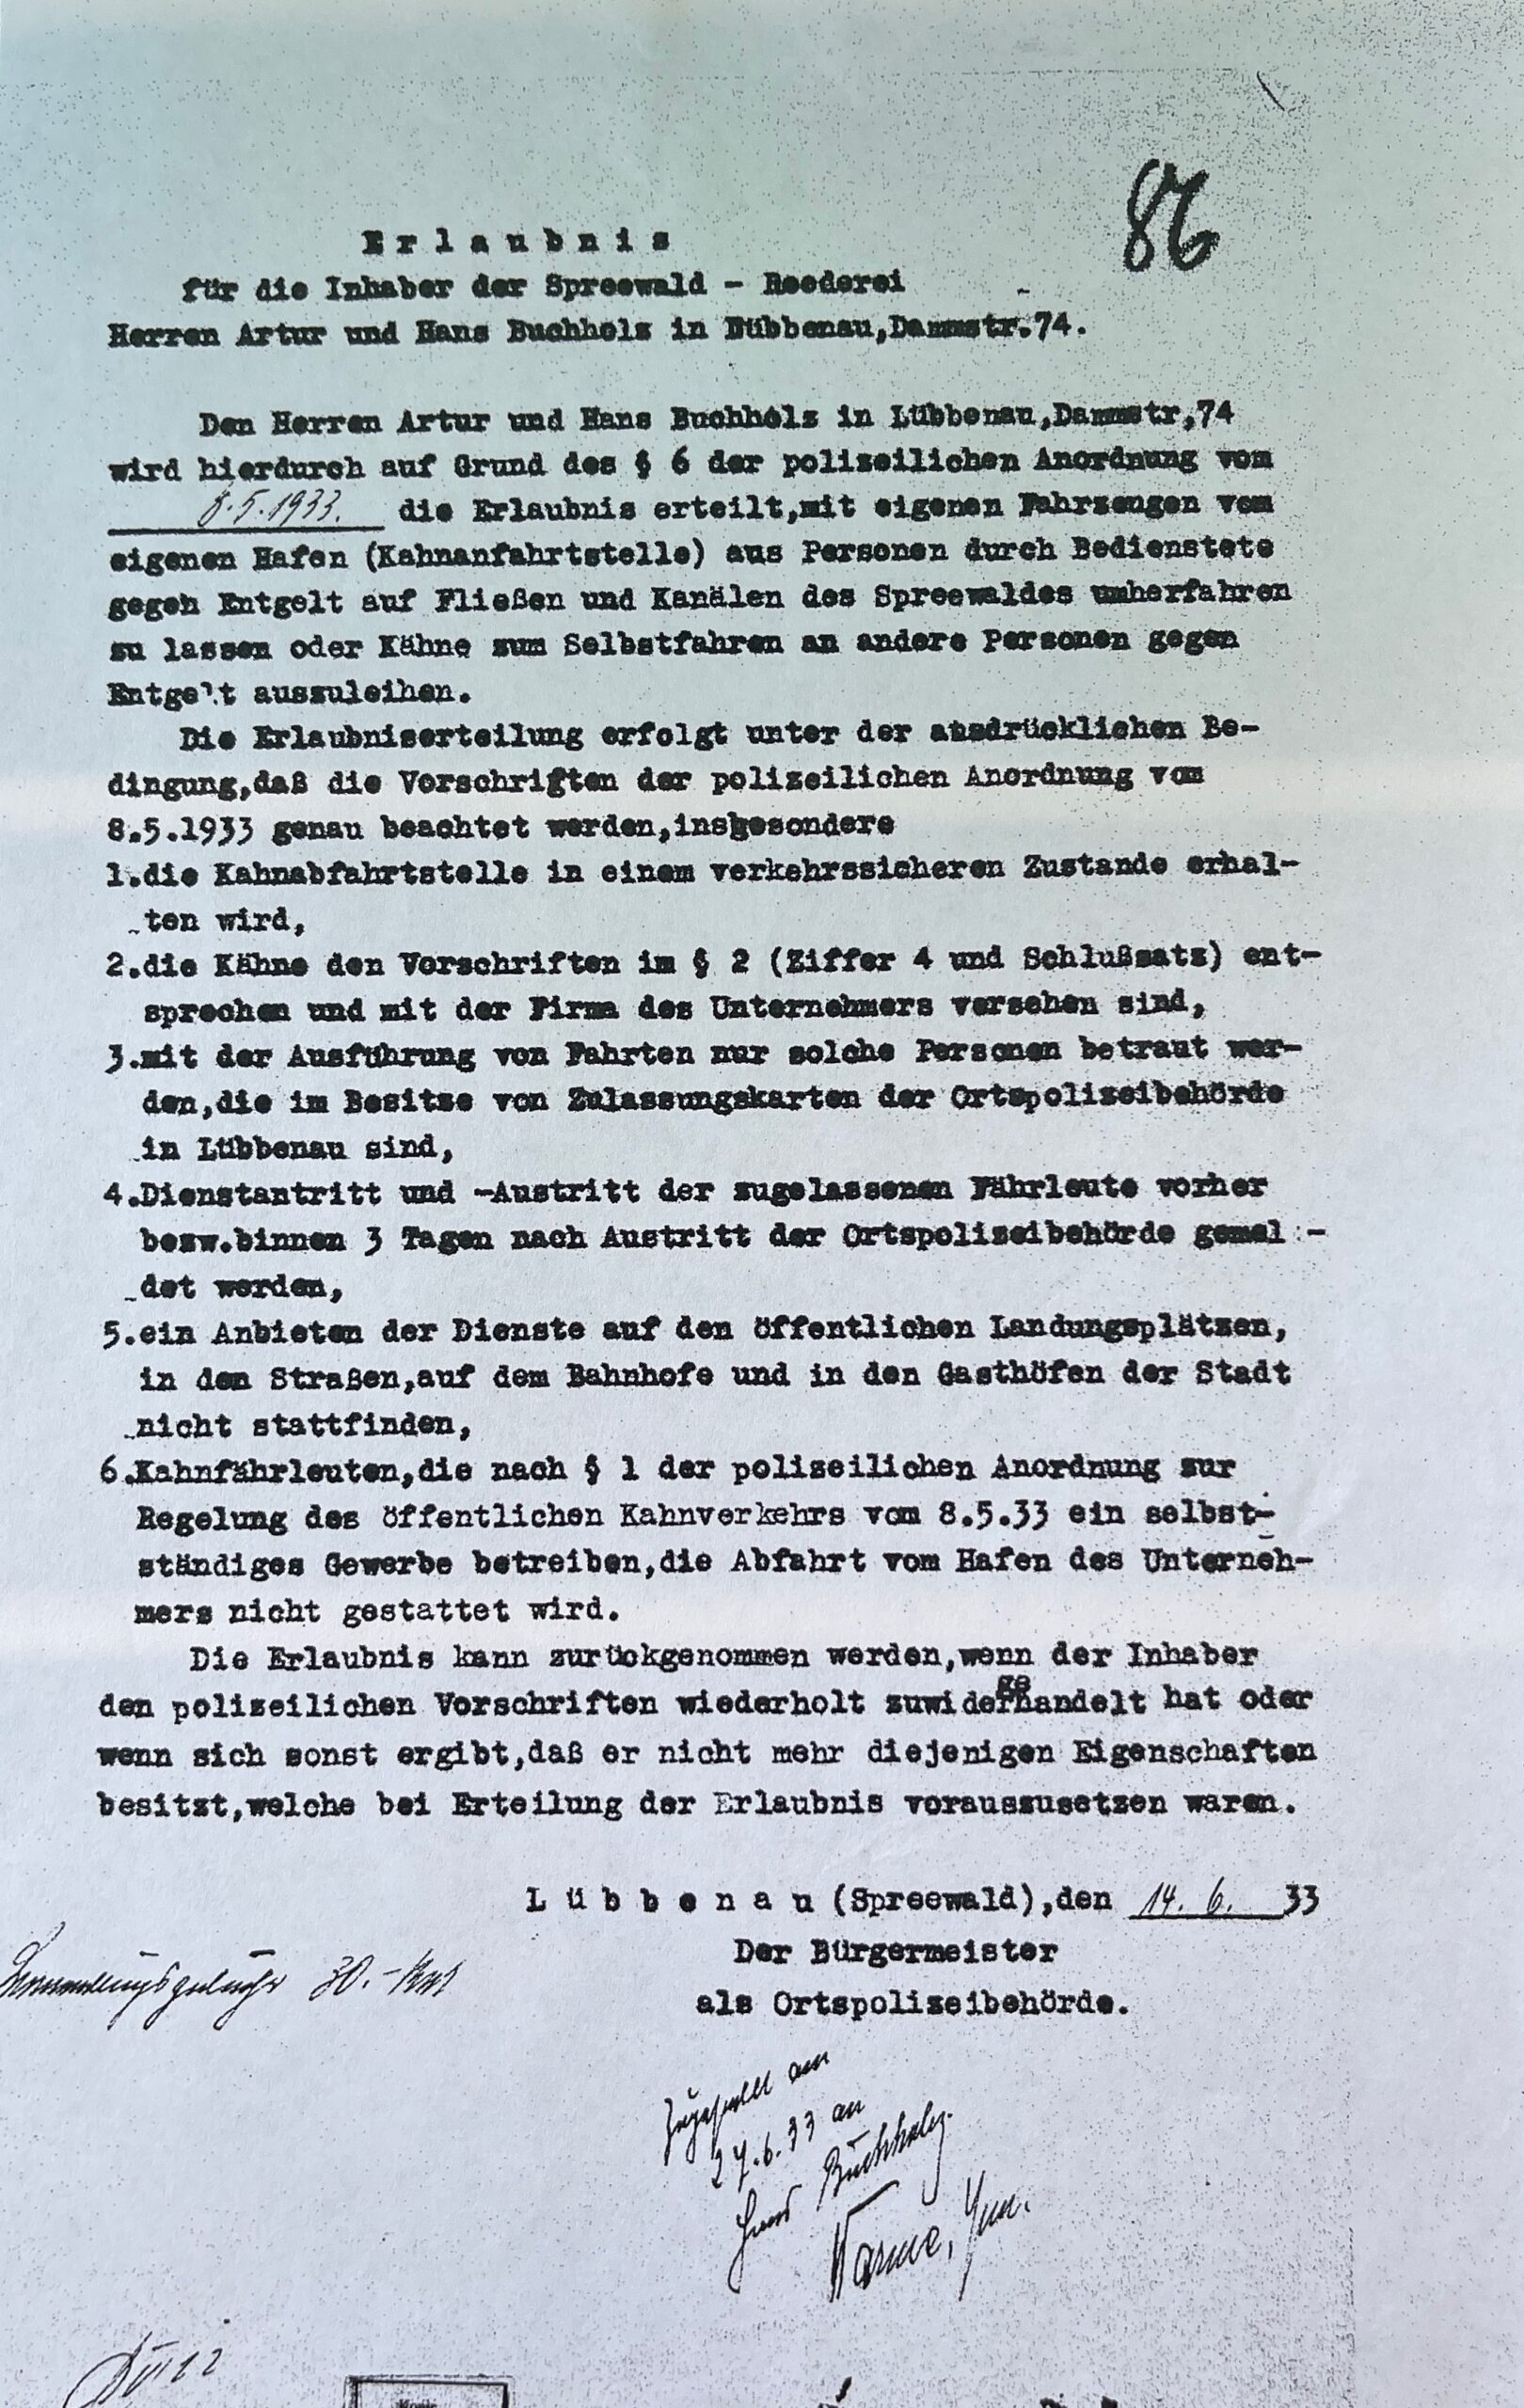 86
E r l a u b n i s
für die Inhaber der Spreewald - Reederei
Herren Artur und Hans Buchholz in Lübbenau,Dammstr.74.
Den Herren Artur und Hans Buchholz in Lübbenau,Dammstr,74
wird hierdurch auf Grund des § 6 der polizeilichen Anordnung vom
8.5.1933. die Erlaubnis erteilt,mit eigenen Fahrzeugen vom
eigenen Hafen (Kahnanfahrtstelle) aus Personen durch Bedienstete
gegen Entgelt auf Fließen und Kanälen des Spreewaldes umherfahren
zu lassen oder Kähne zum Selbstfahren an andere Personen gegen
Entgelt auszuleihen.
Die Erlaubniserteilung erfolgt unter der ausdrücklichen Be-
dingung,daß die Vorschriften der polizeilichen Anordnung vom
8.5.1933 genau beachtet werden,insbesondere
1.die Kahnabfahrtstelle in einem verkehrssicheren Zustande erhal-
ten wird,
2.die Kähne den Vorschriften im § 2 (Ziffer 4 und Schlußsatz) ent-
sprechen und mit der Firma des Unternehmers versehen sind,
3.mit der Ausführung von Fahrten nur solche Personen betraut wer-
den,die im Besitze von Zulassungskarten der Ortspolizeibehörde
in Lübbenau sind,
4.Dienstantritt und -Austritt der zugelassenen Fährleute vorher
bezw.binnen 3 Tagen nach Austritt der Ortspolizeibehörde gemel -
det werden,
5.ein Anbieten der Dienste auf den öffentlichen Landungsplätzen,
in den Straßen,auf dem Bahnhofe und in den Gasthöfen der Stadt
nicht stattfinden,
6.Kahnfährleuten,die nach § 1 der polizeilichen Anordnung zur
Regelung des öffentlichen Kahnverkehrs vom 8.5.33 ein selbst-
ständiges Gewerbe betreiben,die Abfahrt vom Hafen des Unterneh-
mers nicht gestattet wird.
Die Erlaubnis kann zurückgenommen werden,wenn der Inhaber
den polizeilichen Vorschriften wiederholt zuwidergehandelt hat oder
wenn sich sonst ergibt,daß er nicht mehr diejenigen Eigenschaften
besitzt,welche bei Erteilung der Erlaubnis vorauszusetzen waren.
L ü b b e n a u (Spreewald),den 14. 6. 33
Der Bürgermeister
als Ortspolizeibehörde.
30.-
Zugestellt am
27.6.33 an
Hans Buchholz.